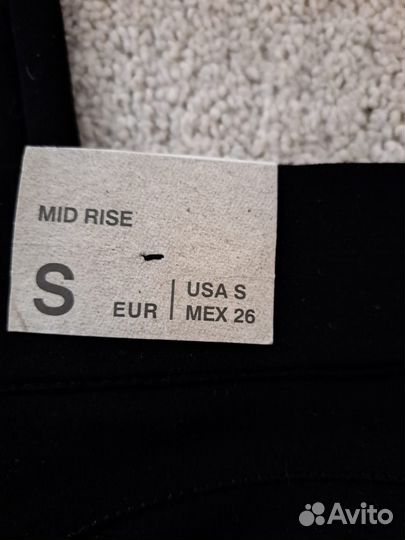 MID RISE
S EUR USA S
MEX 26
Avito